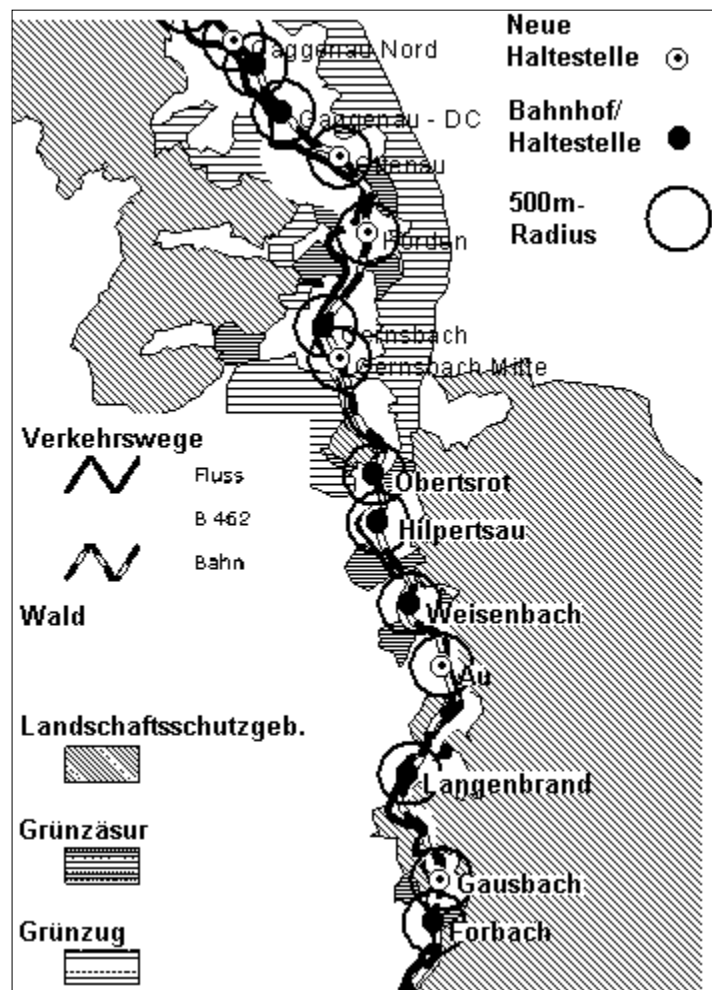 Neue
Haltestelle
Bahnhof/
Haltestelle
500m-
Radius
Gaggenau Nord
Gaggenau - DC
Hörden
Gernsbach
Gernsbach Mitte
Obertsrot
Hilpertsau
Weisenbach
Au
Langenbrand
Gausbach
Forbach
Verkehrswege
Fluss
B 462
Bahn
Wald
Landschaftsschutzgeb.
Grünzäsur
Grünzug